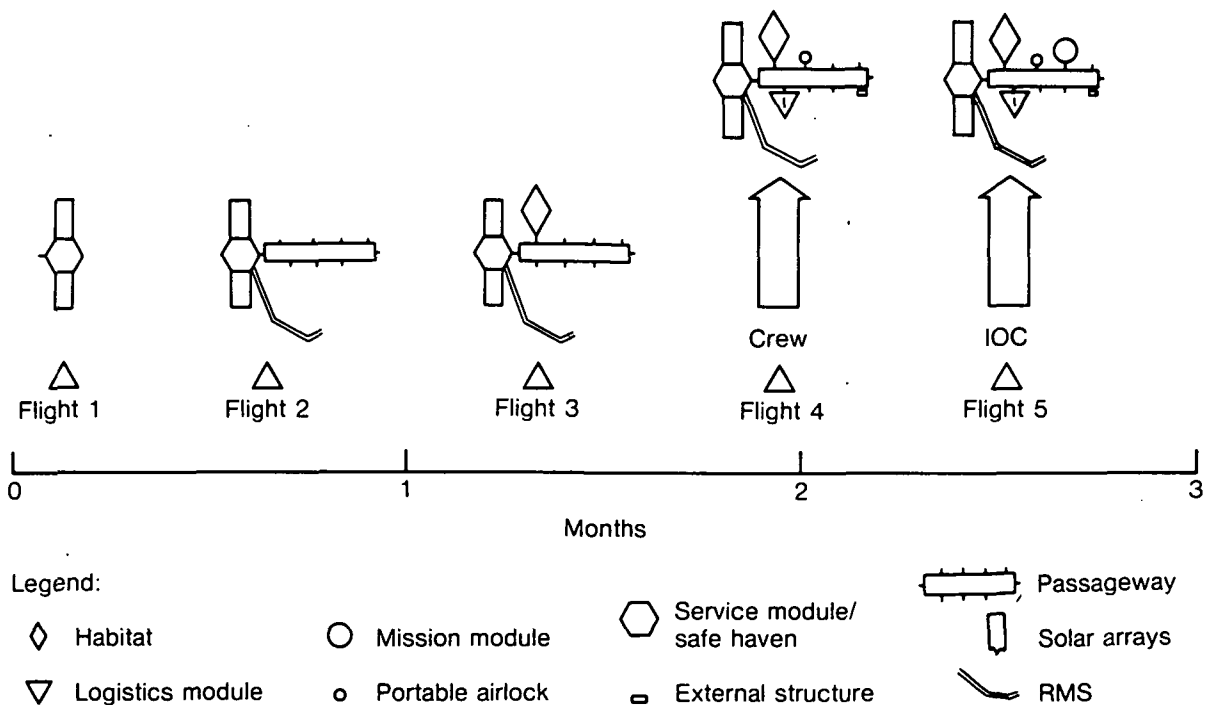 Crew
IOC
Flight 1
Flight 2
Flight 3
Flight 4
Flight 5
0
1
2
3
Months
Legend:
Habitat
Mission module
Service module/
safe haven
Passageway
Solar arrays
Logistics module
Portable airlock
External structure
RMS